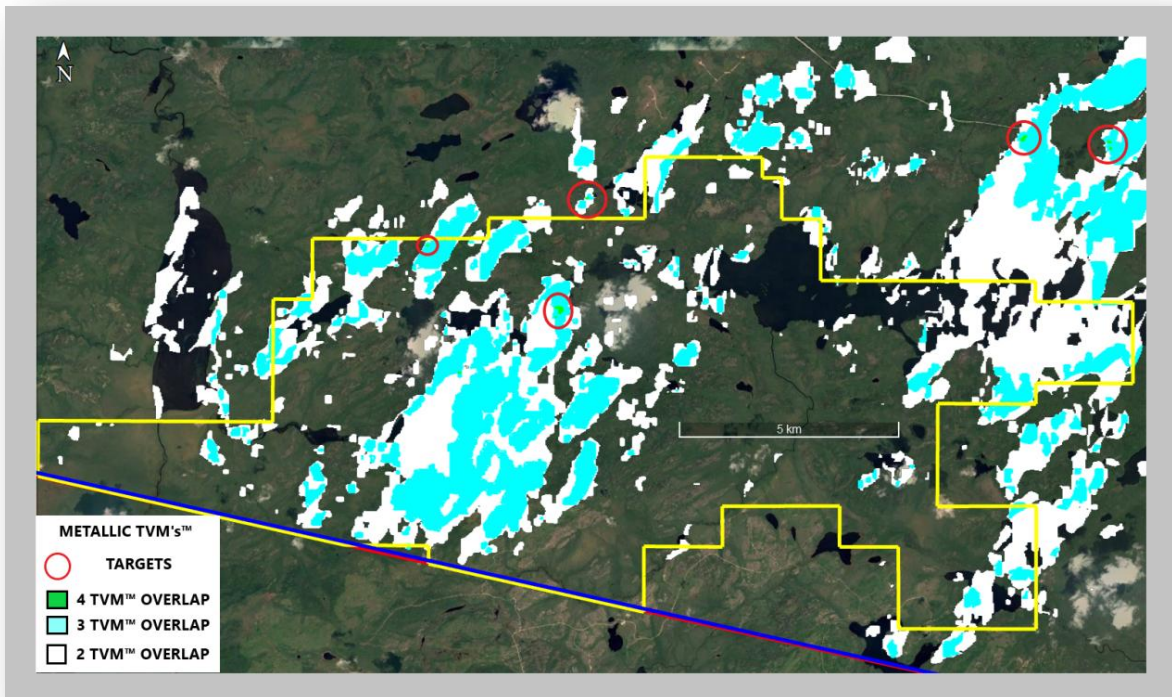 N
5 km
METALLIC TVM's™
TARGETS
4 TVM™ OVERLAP
3 TVM™ OVERLAP
2 TVM™ OVERLAP